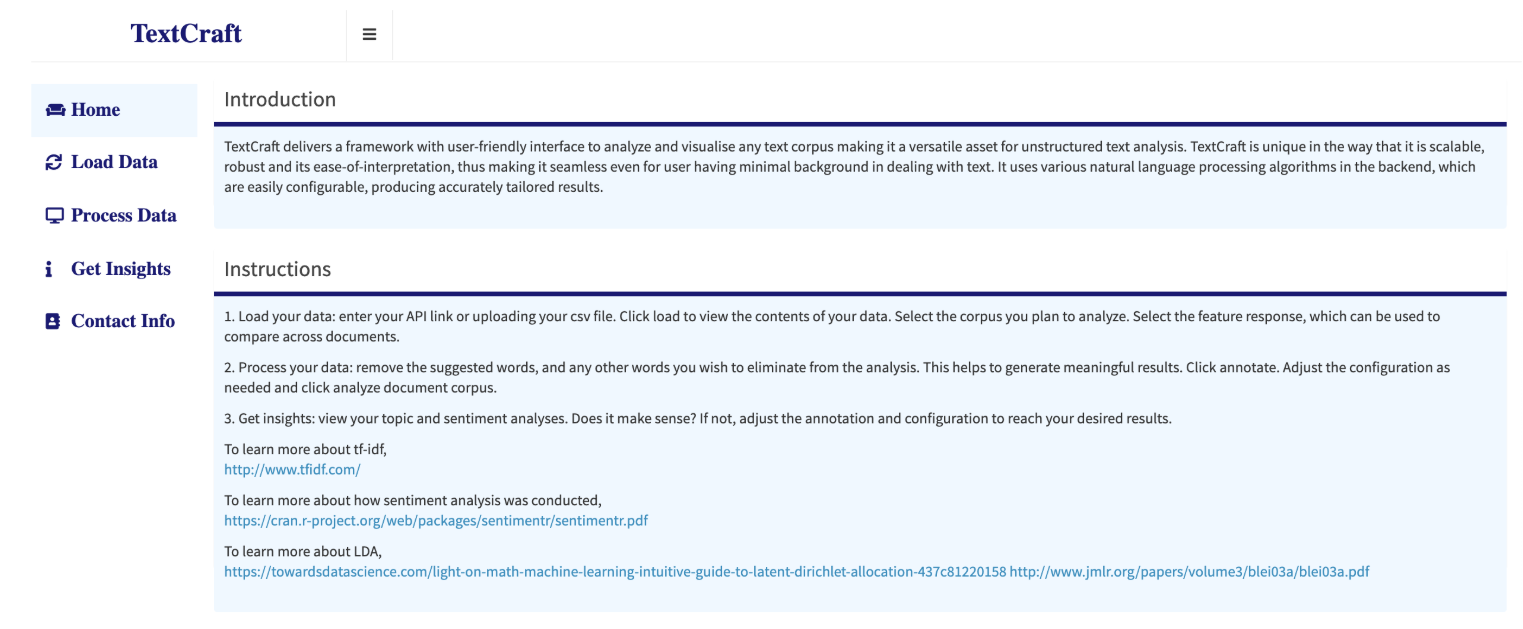 TextCraft
Home
Load Data
Process Data
Get Insights
Contact Info
Introduction
TextCraft delivers a framework with user-friendly interface to analyze and visualise any text corpus making it a versatile asset for unstructured text analysis. TextCraft is unique in the way that it is scalable,
robust and its ease-of-interpretation, thus making it seamless even for user having minimal background in dealing with text. It uses various natural language processing algorithms in the backend, which
are easily configurable, producing accurately tailored results.
Instructions
1. Load your data: enter your API link or uploading your csv file. Click load to view the contents of your data. Select the corpus you plan to analyze. Select the feature response, which can be used to
compare across documents.
2. Process your data: remove the suggested words, and any other words you wish to eliminate from the analysis. This helps to generate meaningful results. Click annotate. Adjust the configuration as
needed and click analyze document corpus.
3. Get insights: view your topic and sentiment analyses. Does it make sense? If not, adjust the annotation and configuration to reach your desired results.
To learn more about tf-idf,
http://www.tfidf.com/
To learn more about how sentiment analysis was conducted,
https://cran.r-project.org/web/packages/sentimentr/sentimentr.pdf
To learn more about LDA,
https://towardsdatascience.com/light-on-math-machine-learning-intuitive-guide-to-latent-dirichlet-allocation-437c81220158 http://www.jmlr.org/papers/volume3/blei03a/blei03a.pdf